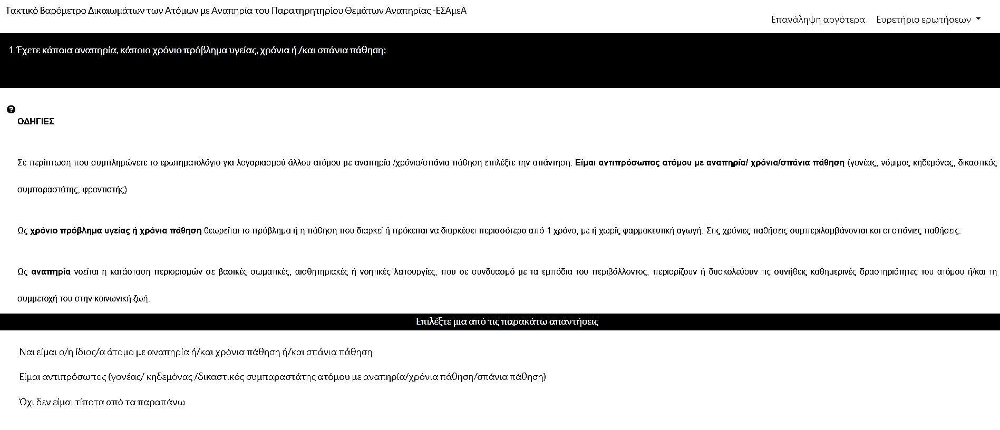 Τακτικό Βαρόμετρο Δικαιωμάτων των Ατόμων με Αναπηρία του Παρατηρητηρίου Θεμάτων Αναπηρίας -ΕΣΑμεΑ
Επανάληψη αργότερα Ευρετήριο ερωτήσεων
1 Έχετε κάποια αναπηρία, κάποιο χρόνιο πρόβλημα υγείας, χρόνια ή /και σπάνια πάθηση;
ΟΔΗΓΙΕΣ
Σε περίπτωση που συμπληρώνετε το ερωτηματολόγιο για λογαριασμού άλλου ατόμου με αναπηρία /χρόνια/σπάνια πάθηση επιλέξτε την απάντηση: Είμαι αντιπρόσωπος ατόμου με αναπηρία/ χρόνια/σπάνια πάθηση (γονέας, νόμιμος κηδεμόνας, δικαστικός
συμπαραστάτης, φροντιστής)
Ως χρόνιο πρόβλημα υγείας ή χρόνια πάθηση θεωρείται το πρόβλημα ή η πάθηση που διαρκεί ή πρόκειται να διαρκέσει περισσότερο από 1 χρόνο, με ή χωρίς φαρμακευτική αγωγή. Στις χρόνιες παθήσεις συμπεριλαμβάνονται και οι σπάνιες παθήσεις.
Ως αναπηρία νοείται η κατάσταση περιορισμών σε βασικές σωματικές, αισθητηριακές ή νοητικές λειτουργίες, που σε συνδυασμό με τα εμπόδια του περιβάλλοντος, περιορίζουν ή δυσκολεύουν τις συνήθεις καθημερινές δραστηριότητες του ατόμου ή/και τη
συμμετοχή του στην κοινωνική ζωή.
Επιλέξτε μια από τις παρακάτω απαντήσεις
Ναι είμαι ο/η ίδιος/α άτομο με αναπηρία ή/και χρόνια πάθηση ή/και σπάνια πάθηση
Είμαι αντιπρόσωπος (γονέας/ κηδεμόνας /δικαστικός συμπαραστάτης ατόμου με αναπηρία/χρόνια πάθηση/σπάνια πάθηση)
Όχι δεν είμαι τίποτα από τα παραπάνω